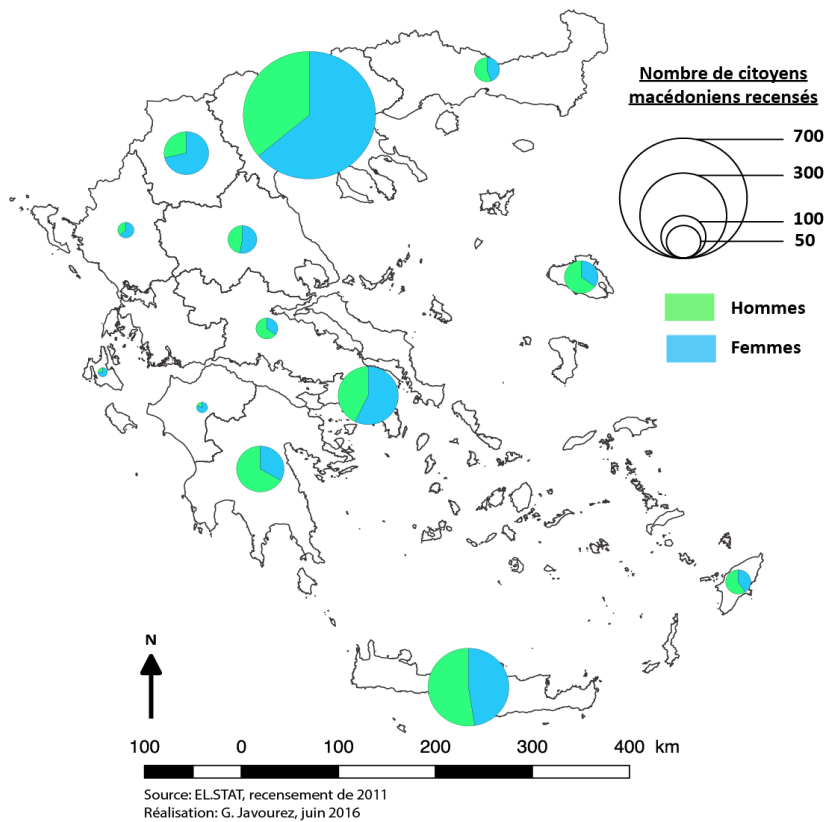 Nombre de citoyens
macédoniens recensés
700
300
100
50
Hommes
Femmes
N
100 0 100 200 300 400 km
Source: EL.STAT, recensement de 2011
Réalisation: G. Javourez, juin 2016